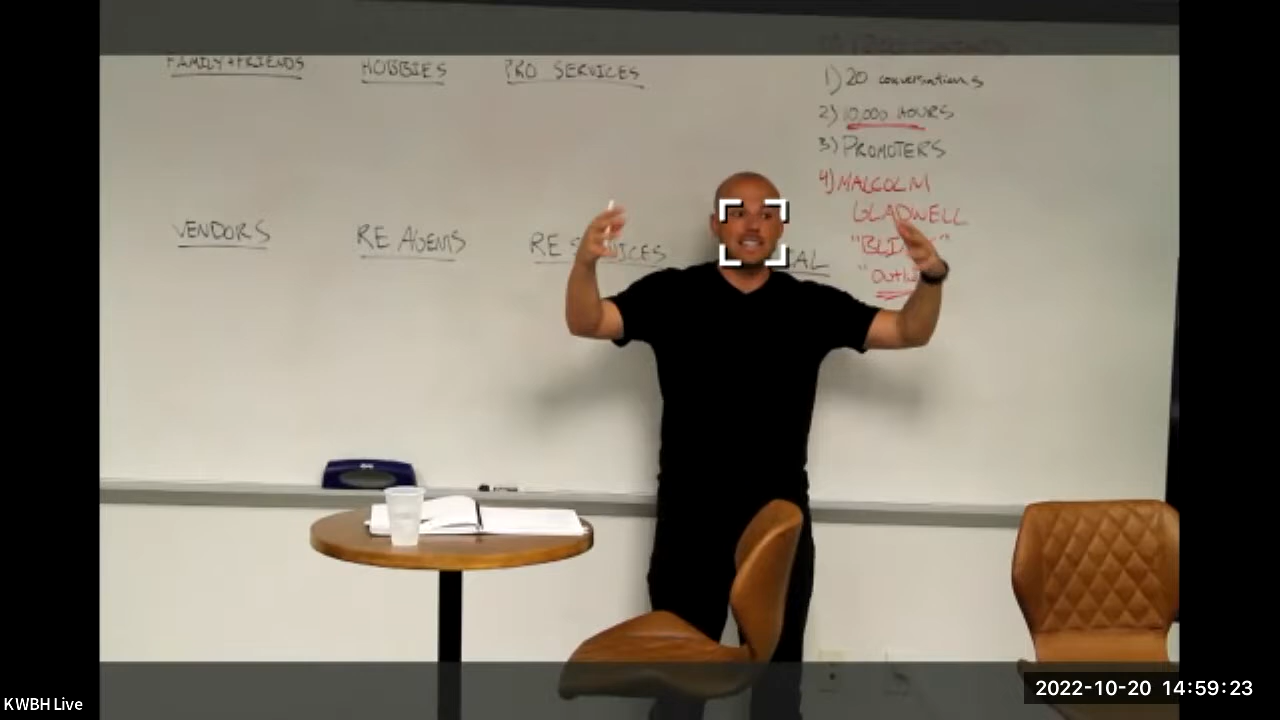 FAMILY+FRIENDS
HOBBIES
PRO SERVICES
1) 20 conversations
2) 10,000 HOURS
3) PROMOTERS
4) MALCOLM
GLADWELL
VENDORS
RE AGENTS
RE
KWBH Live
2022-10-20 14:59:23